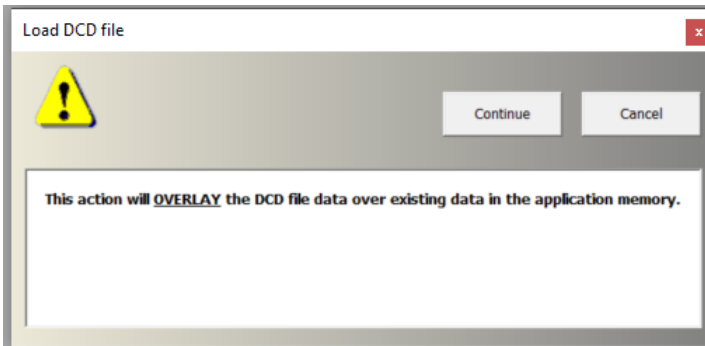 Load DCD file
x
Continue
Cancel
This action will OVERLAY the DCD file data over existing data in the application memory.